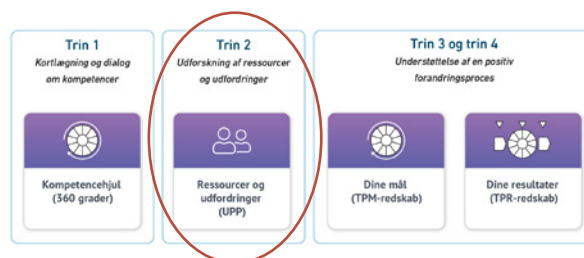 Trin 1
Kortlægning og dialog
om kompetencer
Kompetencehjul
(360 grader)
Trin 2
Udforskning af ressourcer
og udfordringer
Ressourcer og
udfordringer
(UPP)
Trin 3 og trin 4
Understøttelse af en positiv
forandringsproces
Dine mål
(TPM-redskab)
Dine resultater
(TPR-redskab)